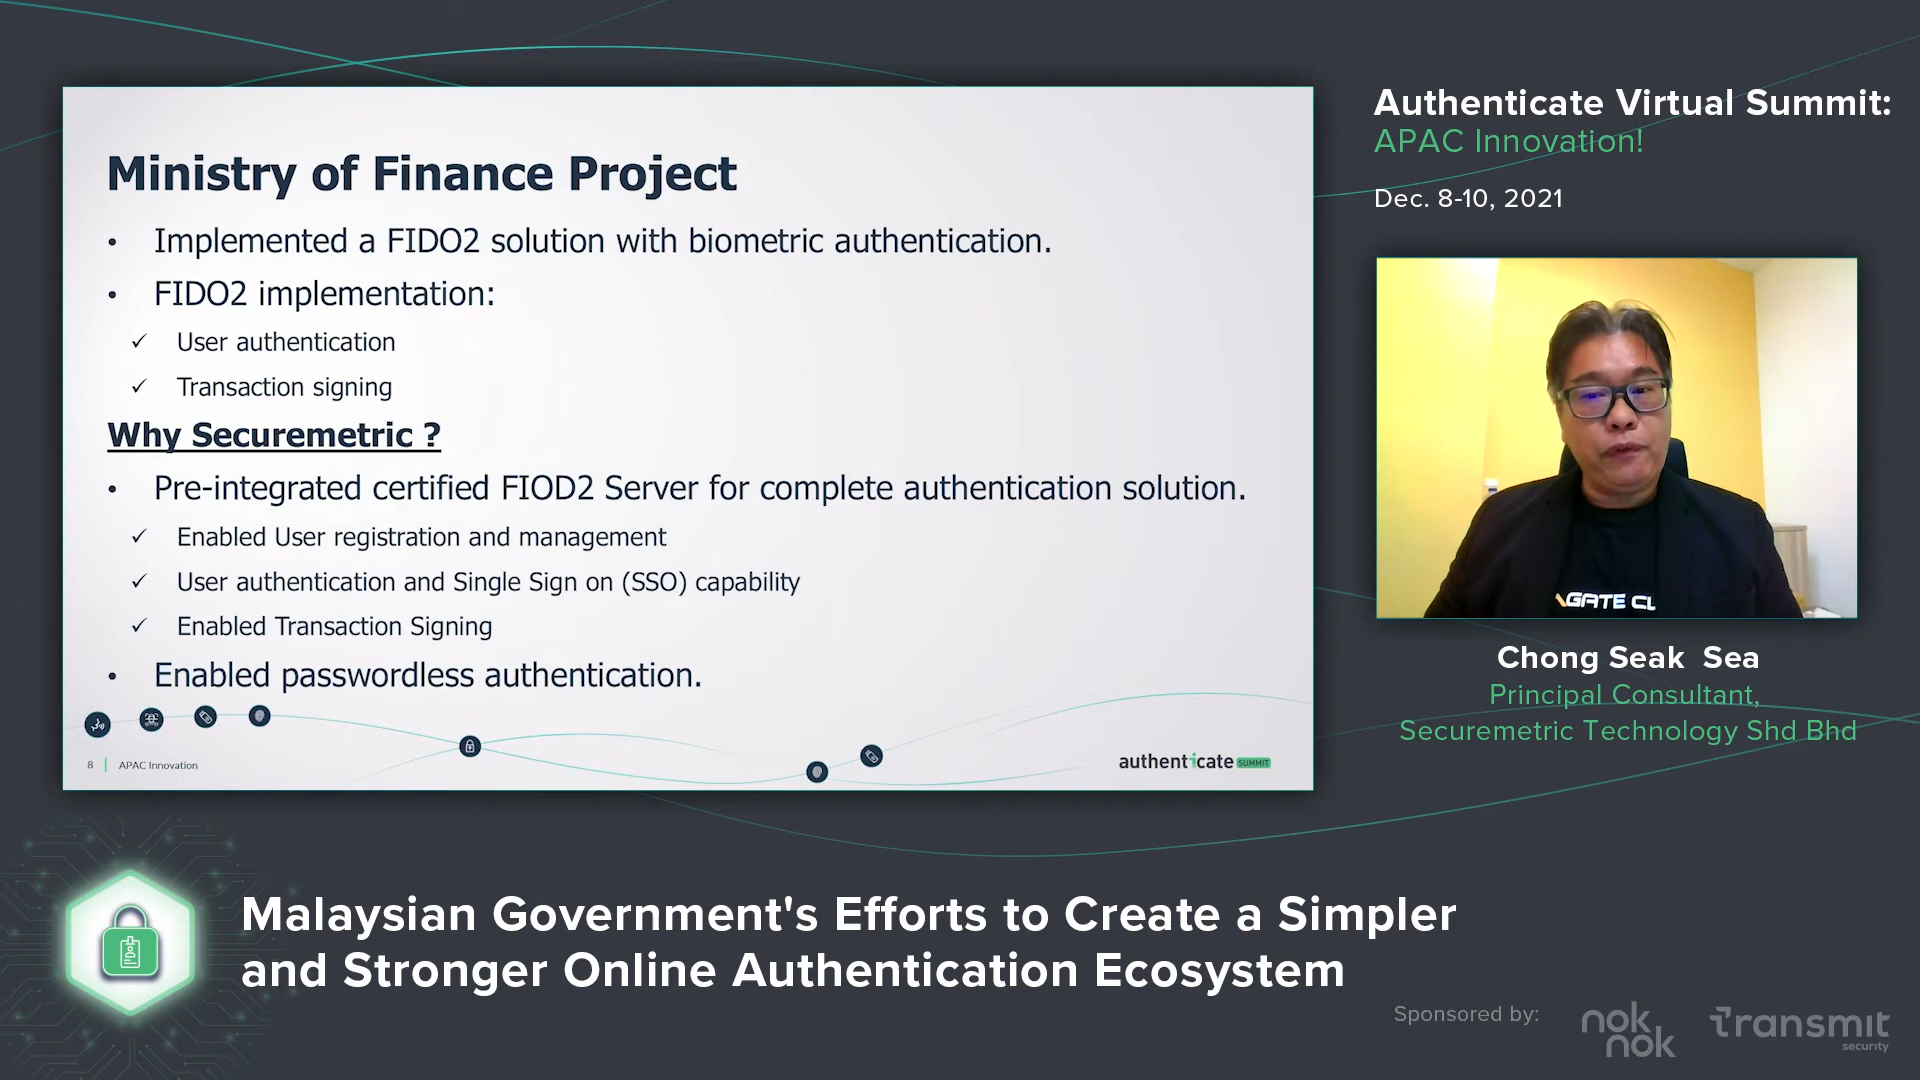 Authenticate Virtual Summit:
APAC Innovation!
Dec. 8-10, 2021
Ministry of Finance Project
• Implemented a FIDO2 solution with biometric authentication.
• FIDO2 implementation:
✓ User authentication
✓ Transaction signing
Why Securemetric ?
• Pre-integrated certified FIOD2 Server for complete authentication solution.
✓ Enabled User registration and management
✓ User authentication and Single Sign on (SSO) capability
✓ Enabled Transaction Signing
• Enabled passwordless authentication.
8 | APAC Innovation
authenticate SUMMIT
GATE CL
Chong Seak Sea
Principal Consultant,
Securemetric Technology Shd Bhd
Malaysian Government's Efforts to Create a Simpler
and Stronger Online Authentication Ecosystem
Sponsored by:
nok
nok
Transmit
security